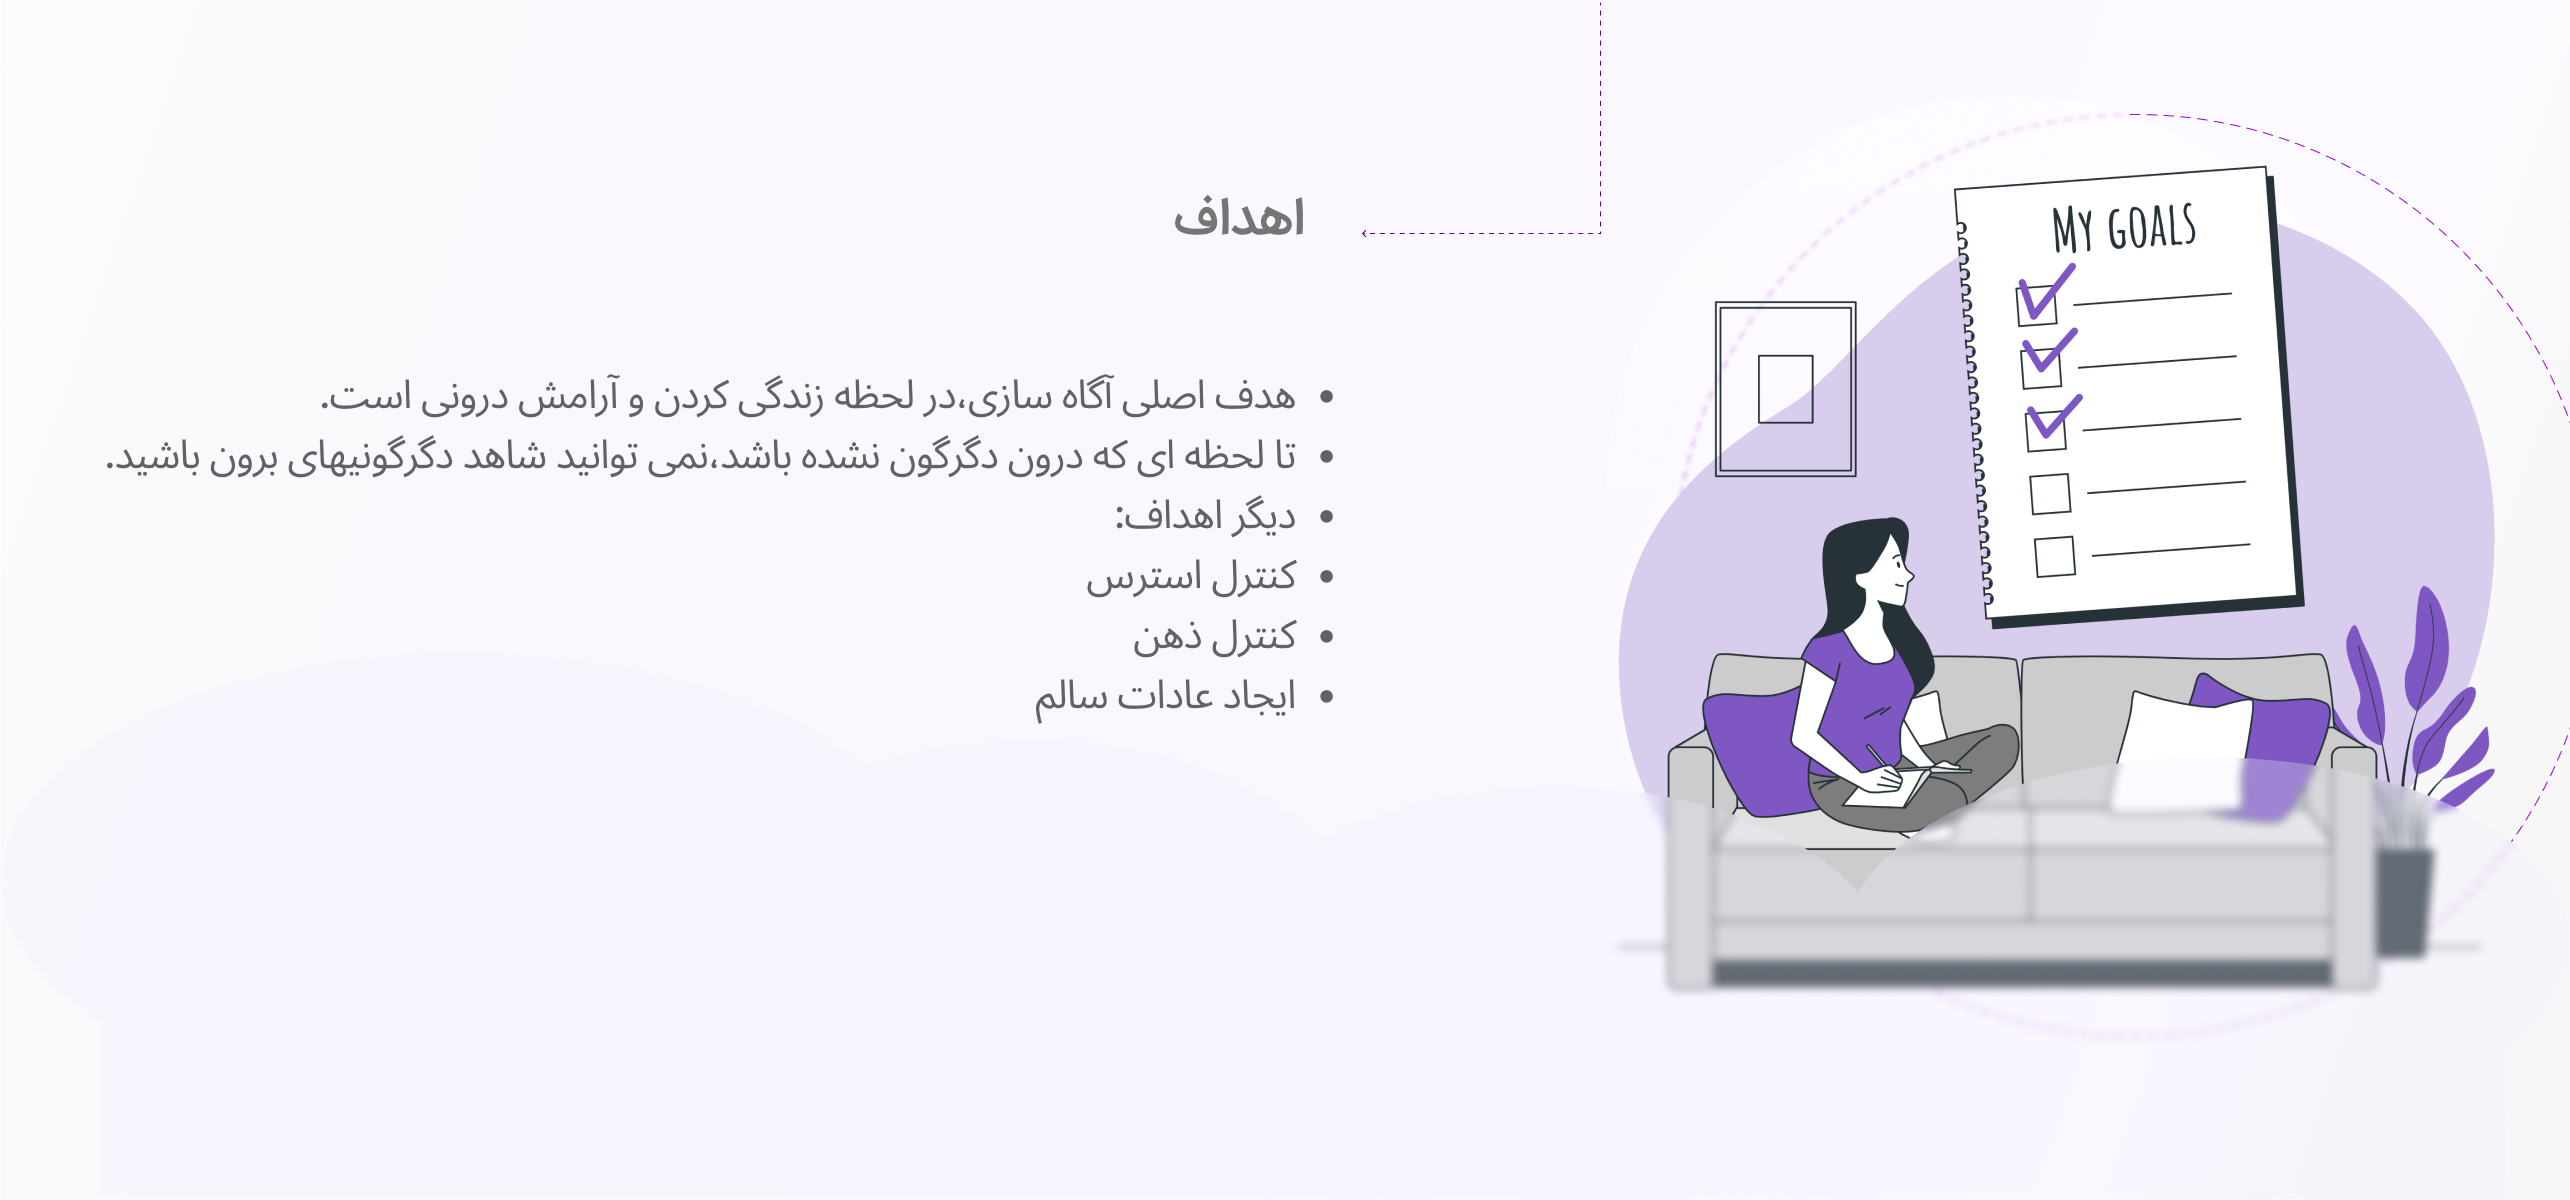 اهداف
• هدف اصلی آگاه سازی،در لحظه زندگی کردن و آرامش درونی است.
• تا لحظه ای که درون دگرگون نشده باشد،نمی توانید شاهد دگرگونیهای برون باشید.
• دیگر اهداف:
• کنترل استرس
• کنترل ذهن
• ایجاد عادات سالم
MY GOALS